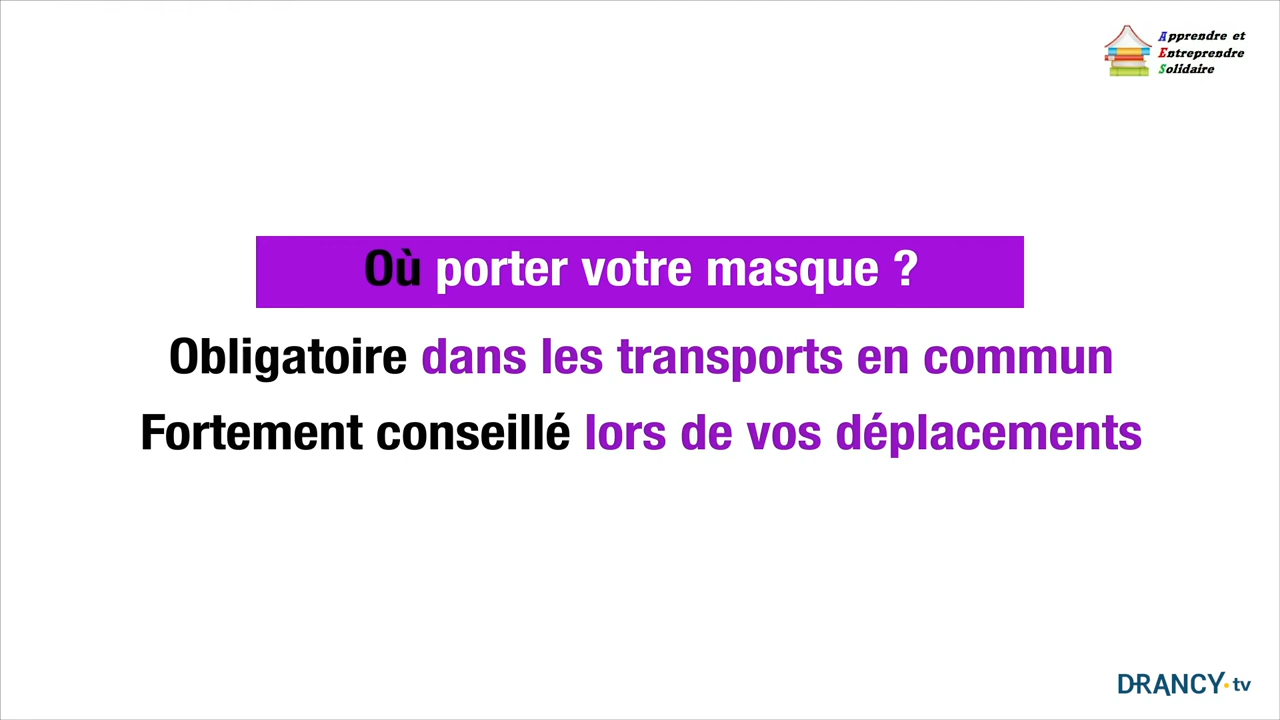 Apprendre et
Entreprendre
Solidaire
Où porter votre masque ?
Obligatoire dans les transports en commun
Fortement conseillé lors de vos déplacements
DRANCY.tv